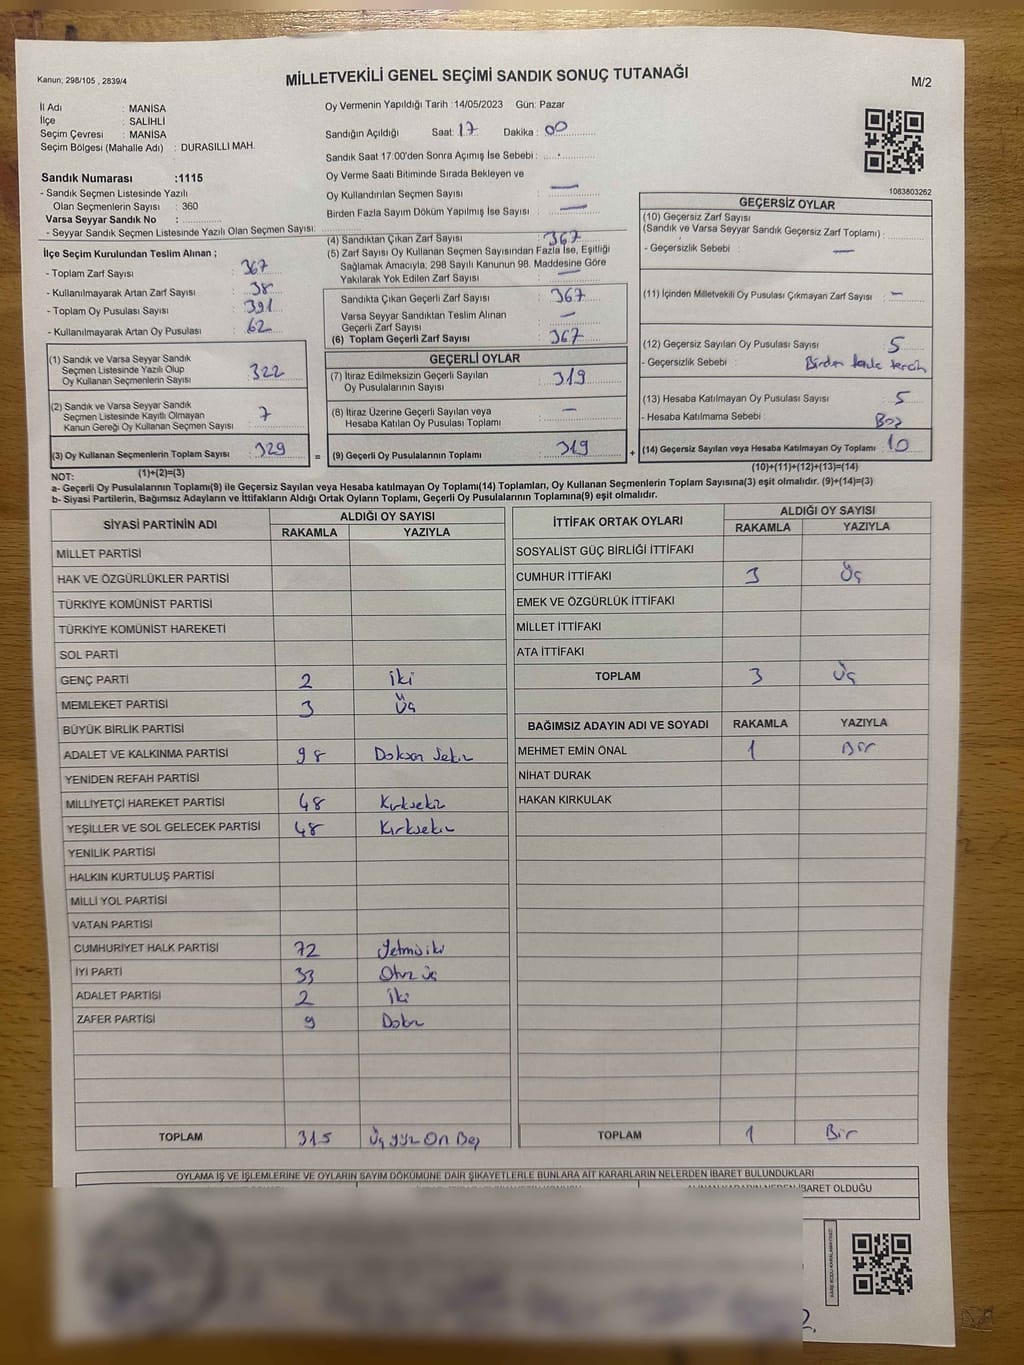 Kanun: 298/105 , 2839/4
MİLLETVEKİLİ GENEL SEÇİMİ SANDIK SONUÇ TUTANAĞI
M/2
İl Adı : MANİSA
İlçe : SALİHLİ
Seçim Çevresi : MANİSA
Seçim Bölgesi (Mahalle Adı) : DURASILLI MAH.
Oy Vermenin Yapıldığı Tarih :14/05/2023 Gün: Pazar
Sandığın Açıldığı Saat: 17 Dakika : 00
Sandık Saat 17:00'den Sonra Açımış İse Sebebi :
Oy Verme Saati Bitiminde Sırada Bekleyen ve
Oy Kullandırılan Seçmen Sayısı : —
Birden Fazla Sayım Döküm Yapılmış İse Sayısı : —
1083803262
Sandık Numarası :1115
- Sandık Seçmen Listesinde Yazılı
Olan Seçmenlerin Sayısı : 360
Varsa Seyyar Sandık No :
- Seyyar Sandık Seçmen Listesinde Yazılı Olan Seçmen Sayısı:
İlçe Seçim Kurulundan Teslim Alınan ;
- Toplam Zarf Sayısı : 367
- Kullanılmayarak Artan Zarf Sayısı : 38
- Toplam Oy Pusulası Sayısı : 391
- Kullanılmayarak Artan Oy Pusulası : 62
(1) Sandık ve Varsa Seyyar Sandık
Seçmen Listesinde Yazılı Olup
Oy Kullanan Seçmenlerin Sayısı : 322
(2) Sandık ve Varsa Seyyar Sandık
Seçmen Listesinde Kayıtlı Olmayan
Kanun Gereği Oy Kullanan Seçmen Sayısı : 7
(3) Oy Kullanan Seçmenlerin Toplam Sayısı : 329
(1)+(2)=(3)
(4) Sandıktan Çıkan Zarf Sayısı : 367
(5) Zarf Sayısı Oy Kullanan Seçmen Sayısından Fazla İse, Eşitliği
Sağlamak Amacıyla, 298 Sayılı Kanunun 98. Maddesine Göre
Yakılarak Yok Edilen Zarf Sayısı : —
Sandıkta Çıkan Geçerli Zarf Sayısı : 367
Varsa Seyyar Sandıktan Teslim Alınan
Geçerli Zarf Sayısı : —
(6) Toplam Geçerli Zarf Sayısı : 367
GEÇERLİ OYLAR
(7) İtiraz Edilmeksizin Geçerli Sayılan
Oy Pusulalarının Sayısı : 319
(8) İtiraz Üzerine Geçerli Sayılan veya
Hesaba Katılan Oy Pusulası Toplamı : —
= (9) Geçerli Oy Pusulalarının Toplamı : 319 +
GEÇERSİZ OYLAR
(10) Geçersiz Zarf Sayısı
(Sandık ve Varsa Seyyar Sandık Geçersiz Zarf Toplamı) :
- Geçersizlik Sebebi : —
(11) İçinden Milletvekili Oy Pusulası Çıkmayan Zarf Sayısı : —
(12) Geçersiz Sayılan Oy Pusulası Sayısı : 5
- Geçersizlik Sebebi : Birden fazla tercih
(13) Hesaba Katılmayan Oy Pusulası Sayısı : 5
- Hesaba Katılmama Sebebi : Boş
(14) Geçersiz Sayılan veya Hesaba Katılmayan Oy Toplamı : 10
(10)+(11)+(12)+(13)=(14)
NOT:
a- Geçerli Oy Pusulalarının Toplamı(9) ile Geçersiz Sayılan veya Hesaba katılmayan Oy Toplamı(14) Toplamları, Oy Kullanan Seçmenlerin Toplam Sayısına(3) eşit olmalıdır. (9)+(14)=(3)
b- Siyasi Partilerin, Bağımsız Adayların ve İttifakların Aldığı Ortak Oyların Toplamı, Geçerli Oy Pusulalarının Toplamına(9) eşit olmalıdır.
SİYASİ PARTİNİN ADI ALDIĞI OY SAYISI
RAKAMLA YAZIYLA
MİLLET PARTİSİ
HAK VE ÖZGÜRLÜKLER PARTİSİ
TÜRKİYE KOMÜNİST PARTİSİ
TÜRKİYE KOMÜNİST HAREKETİ
SOL PARTİ
GENÇ PARTİ 2 İki
MEMLEKET PARTİSİ 3 Üç
BÜYÜK BİRLİK PARTİSİ
ADALET VE KALKINMA PARTİSİ 98 Doksan Sekiz
YENİDEN REFAH PARTİSİ
MİLLİYETÇİ HAREKET PARTİSİ 48 Kırksekiz
YEŞİLLER VE SOL GELECEK PARTİSİ 48 Kırksekiz
YENİLİK PARTİSİ
HALKIN KURTULUŞ PARTİSİ
MİLLİ YOL PARTİSİ
VATAN PARTİSİ
CUMHURİYET HALK PARTİSİ 72 Yetmişiki
İYİ PARTİ 33 Otuz üç
ADALET PARTİSİ 2 İki
ZAFER PARTİSİ 9 Dokuz
TOPLAM 315 Üç yüz On Beş
İTTİFAK ORTAK OYLARI ALDIĞI OY SAYISI
RAKAMLA YAZIYLA
SOSYALİST GÜÇ BİRLİĞİ İTTİFAKI
CUMHUR İTTİFAKI 3 Üç
EMEK VE ÖZGÜRLÜK İTTİFAKI
MİLLET İTTİFAKI
ATA İTTİFAKI
TOPLAM 3 Üç
BAĞIMSIZ ADAYIN ADI VE SOYADI RAKAMLA YAZIYLA
MEHMET EMİN ÖNAL 1 Bir
NİHAT DURAK
HAKAN KIRKULAK
TOPLAM 1 Bir
OYLAMA İŞ VE İŞLEMLERİNE VE OYLARIN SAYIM DÖKÜMÜNE DAİR ŞİKAYETLERLE BUNLARA AİT KARARLARIN NELERDEN İBARET BULUNDUKLARI
İBARET OLDUĞU